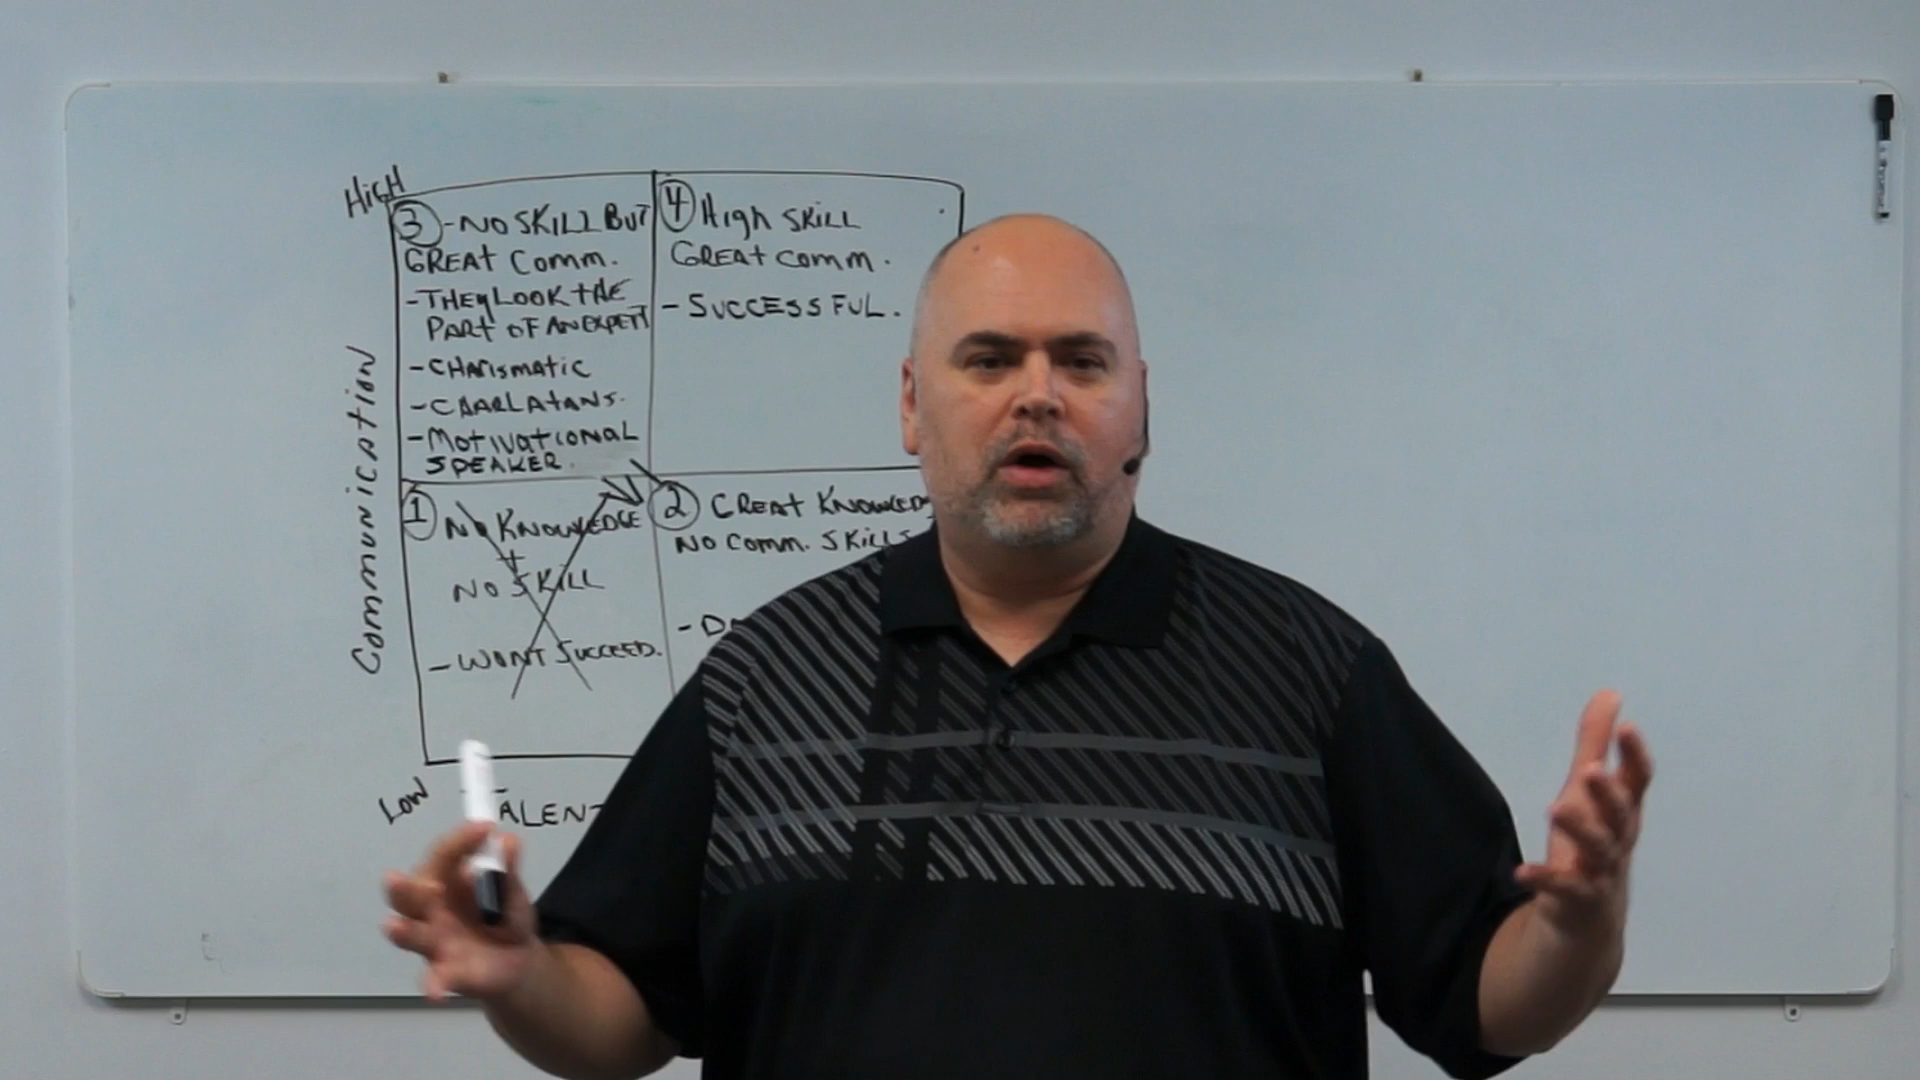 HIGH
3 - NO SKILL BUT
GREAT Comm.
- THEY LOOK THE
PART OF AN EXPERT
- CHARISMATIC
- CHARLATANS.
- MOTIVATIONAL
SPEAKER.
4 High SKILL
GREAT comm.
- SUCCESSFUL.
Communication
1 NO KNOWLEDGE
+
NO SKILL
- WONT SUCCEED.
2 GREAT KNOWLED
NO COMM. SKILLS
- D
LOW
TALENT